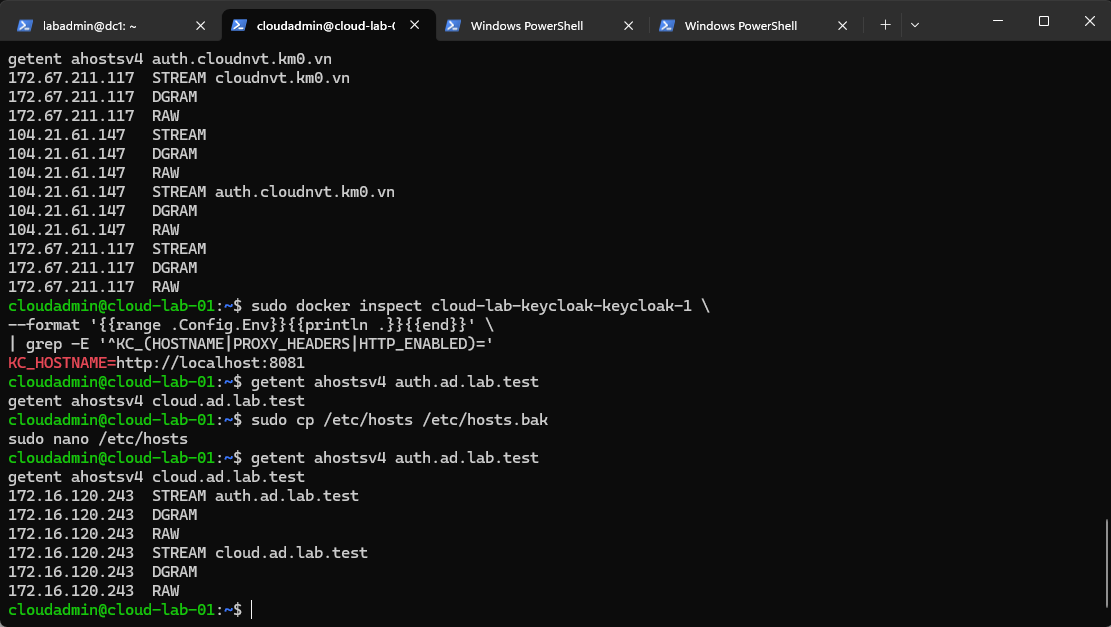 labadmin@dc1: ~
cloudadmin@cloud-lab-0
Windows PowerShell
Windows PowerShell
getent ahostsv4 auth.cloudnvt.km0.vn
172.67.211.117  STREAM cloudnvt.km0.vn
172.67.211.117  DGRAM
172.67.211.117  RAW
104.21.61.147   STREAM
104.21.61.147   DGRAM
104.21.61.147   RAW
104.21.61.147   STREAM auth.cloudnvt.km0.vn
104.21.61.147   DGRAM
104.21.61.147   RAW
172.67.211.117  STREAM
172.67.211.117  DGRAM
172.67.211.117  RAW
cloudadmin@cloud-lab-01:~$ sudo docker inspect cloud-lab-keycloak-keycloak-1 \
--format '{{range .Config.Env}}{{println .}}{{end}}' \
| grep -E '^KC_(HOSTNAME|PROXY_HEADERS|HTTP_ENABLED)='
KC_HOSTNAME=http://localhost:8081
cloudadmin@cloud-lab-01:~$ getent ahostsv4 auth.ad.lab.test
getent ahostsv4 cloud.ad.lab.test
cloudadmin@cloud-lab-01:~$ sudo cp /etc/hosts /etc/hosts.bak
sudo nano /etc/hosts
cloudadmin@cloud-lab-01:~$ getent ahostsv4 auth.ad.lab.test
getent ahostsv4 cloud.ad.lab.test
172.16.120.243  STREAM auth.ad.lab.test
172.16.120.243  DGRAM
172.16.120.243  RAW
172.16.120.243  STREAM cloud.ad.lab.test
172.16.120.243  DGRAM
172.16.120.243  RAW
cloudadmin@cloud-lab-01:~$